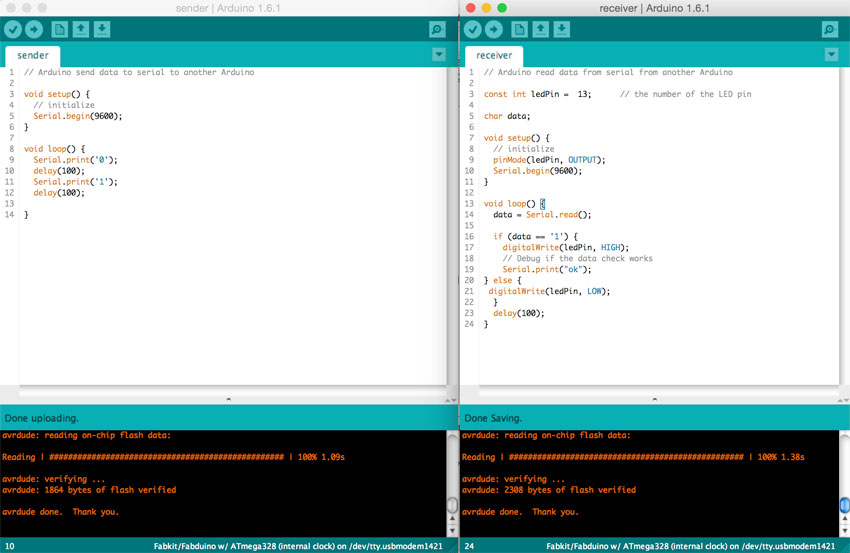 sender | Arduino 1.6.1
sender
1 // Arduino send data to serial to another Arduino
2
3 void setup() {
4   // initialize
5   Serial.begin(9600);
6 }
7
8 void loop() {
9   Serial.print('0');
10   delay(100);
11   Serial.print('1');
12   delay(100);
13
14 }
Done uploading.
avrdude: reading on-chip flash data:
Reading | ################################################## | 100% 1.09s
avrdude: verifying ...
avrdude: 1864 bytes of flash verified
avrdude done.  Thank you.
10 Fabkit/Fabduino w/ ATmega328 (internal clock) on /dev/tty.usbmodem1421
receiver | Arduino 1.6.1
receiver
1 // Arduino read data from serial from another Arduino
2
3 const int ledPin =  13;      // the number of the LED pin
4
5 char data;
6
7 void setup() {
8   // initialize
9   pinMode(ledPin, OUTPUT);
10   Serial.begin(9600);
11 }
12
13 void loop() {
14   data = Serial.read();
15
16   if (data == '1') {
17     digitalWrite(ledPin, HIGH);
18     // Debug if the data check works
19     Serial.print("ok");
20 } else {
21  digitalWrite(ledPin, LOW);
22   }
23   delay(100);
24 }
Done Saving.
avrdude: reading on-chip flash data:
Reading | ################################################## | 100% 1.38s
avrdude: verifying ...
avrdude: 2308 bytes of flash verified
avrdude done.  Thank you.
24 Fabkit/Fabduino w/ ATmega328 (internal clock) on /dev/tty.usbmodem1421